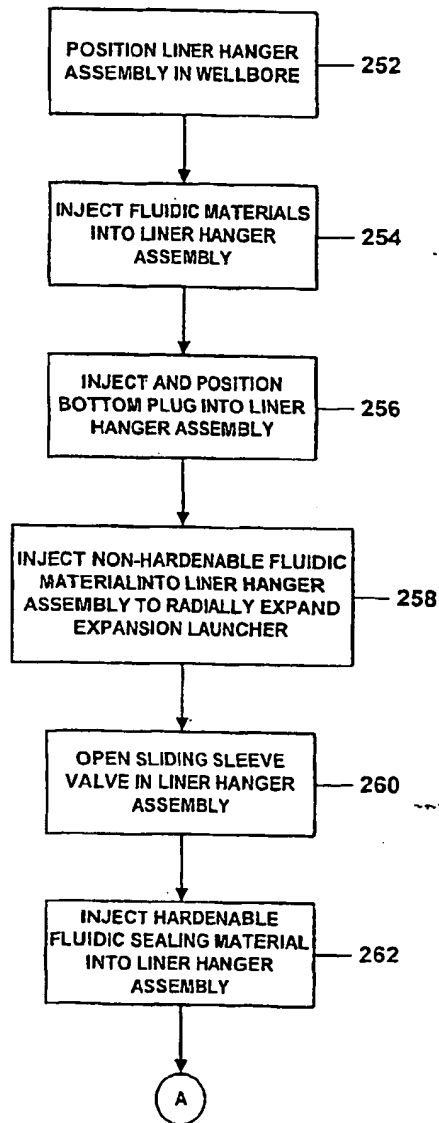 POSITION LINER HANGER
ASSEMBLY IN WELLBORE
252
INJECT FLUIDIC MATERIALS
INTO LINER HANGER
ASSEMBLY
254
INJECT AND POSITION
BOTTOM PLUG INTO LINER
HANGER ASSEMBLY
256
INJECT NON-HARDENABLE FLUIDIC
MATERIALINTO LINER HANGER
ASSEMBLY TO RADIALLY EXPAND
EXPANSION LAUNCHER
258
OPEN SLIDING SLEEVE
VALVE IN LINER HANGER
ASSEMBLY
260
INJECT HARDENABLE
FLUIDIC SEALING MATERIAL
INTO LINER HANGER
ASSEMBLY
262
A